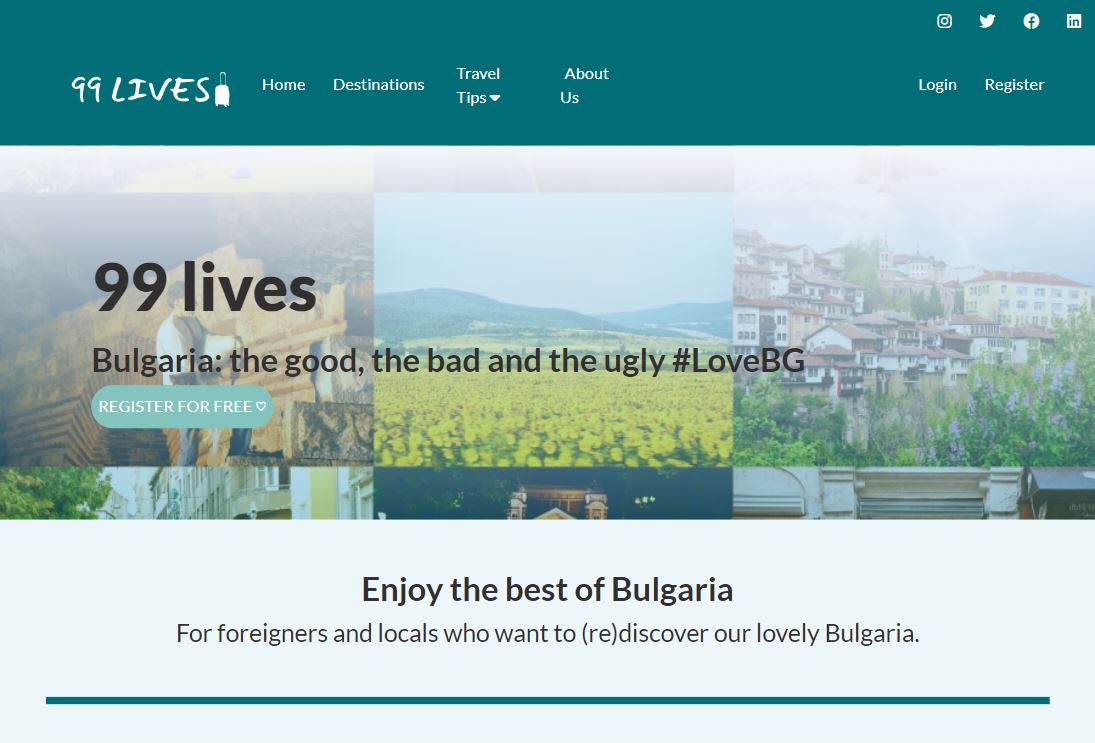 99 LIVES
Home
Destinations
Travel
Tips
About
Us
Login
Register
99 lives
Bulgaria: the good, the bad and the ugly #LoveBG
REGISTER FOR FREE ♡
Enjoy the best of Bulgaria
For foreigners and locals who want to (re)discover our lovely Bulgaria.